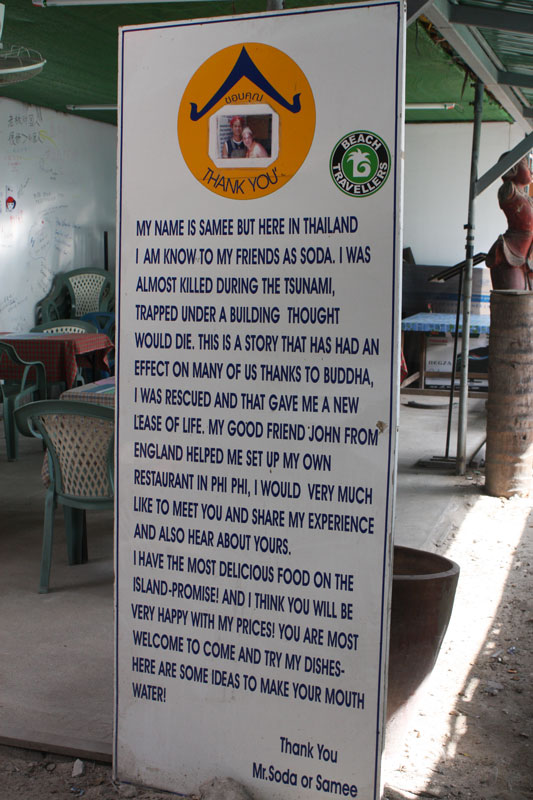 ขอบคุณ
THANK YOU"
BEACH
TRAVELLERS
MY NAME IS SAMEE BUT HERE IN THAILAND
I AM KNOW TO MY FRIENDS AS SODA. I WAS
ALMOST KILLED DURING THE TSUNAMI,
TRAPPED UNDER A BUILDING THOUGHT
WOULD DIE. THIS IS A STORY THAT HAS HAD AN
EFFECT ON MANY OF US THANKS TO BUDDHA,
I WAS RESCUED AND THAT GAVE ME A NEW
LEASE OF LIFE. MY GOOD FRIEND JOHN FROM
ENGLAND HELPED ME SET UP MY OWN
RESTAURANT IN PHI PHI, I WOULD VERY MUCH
LIKE TO MEET YOU AND SHARE MY EXPERIENCE
AND ALSO HEAR ABOUT YOURS.
I HAVE THE MOST DELICIOUS FOOD ON THE
ISLAND-PROMISE! AND I THINK YOU WILL BE
VERY HAPPY WITH MY PRICES! YOU ARE MOST
WELCOME TO COME AND TRY MY DISHES-
HERE ARE SOME IDEAS TO MAKE YOUR MOUTH
WATER!
Thank You
Mr.Soda or Samee